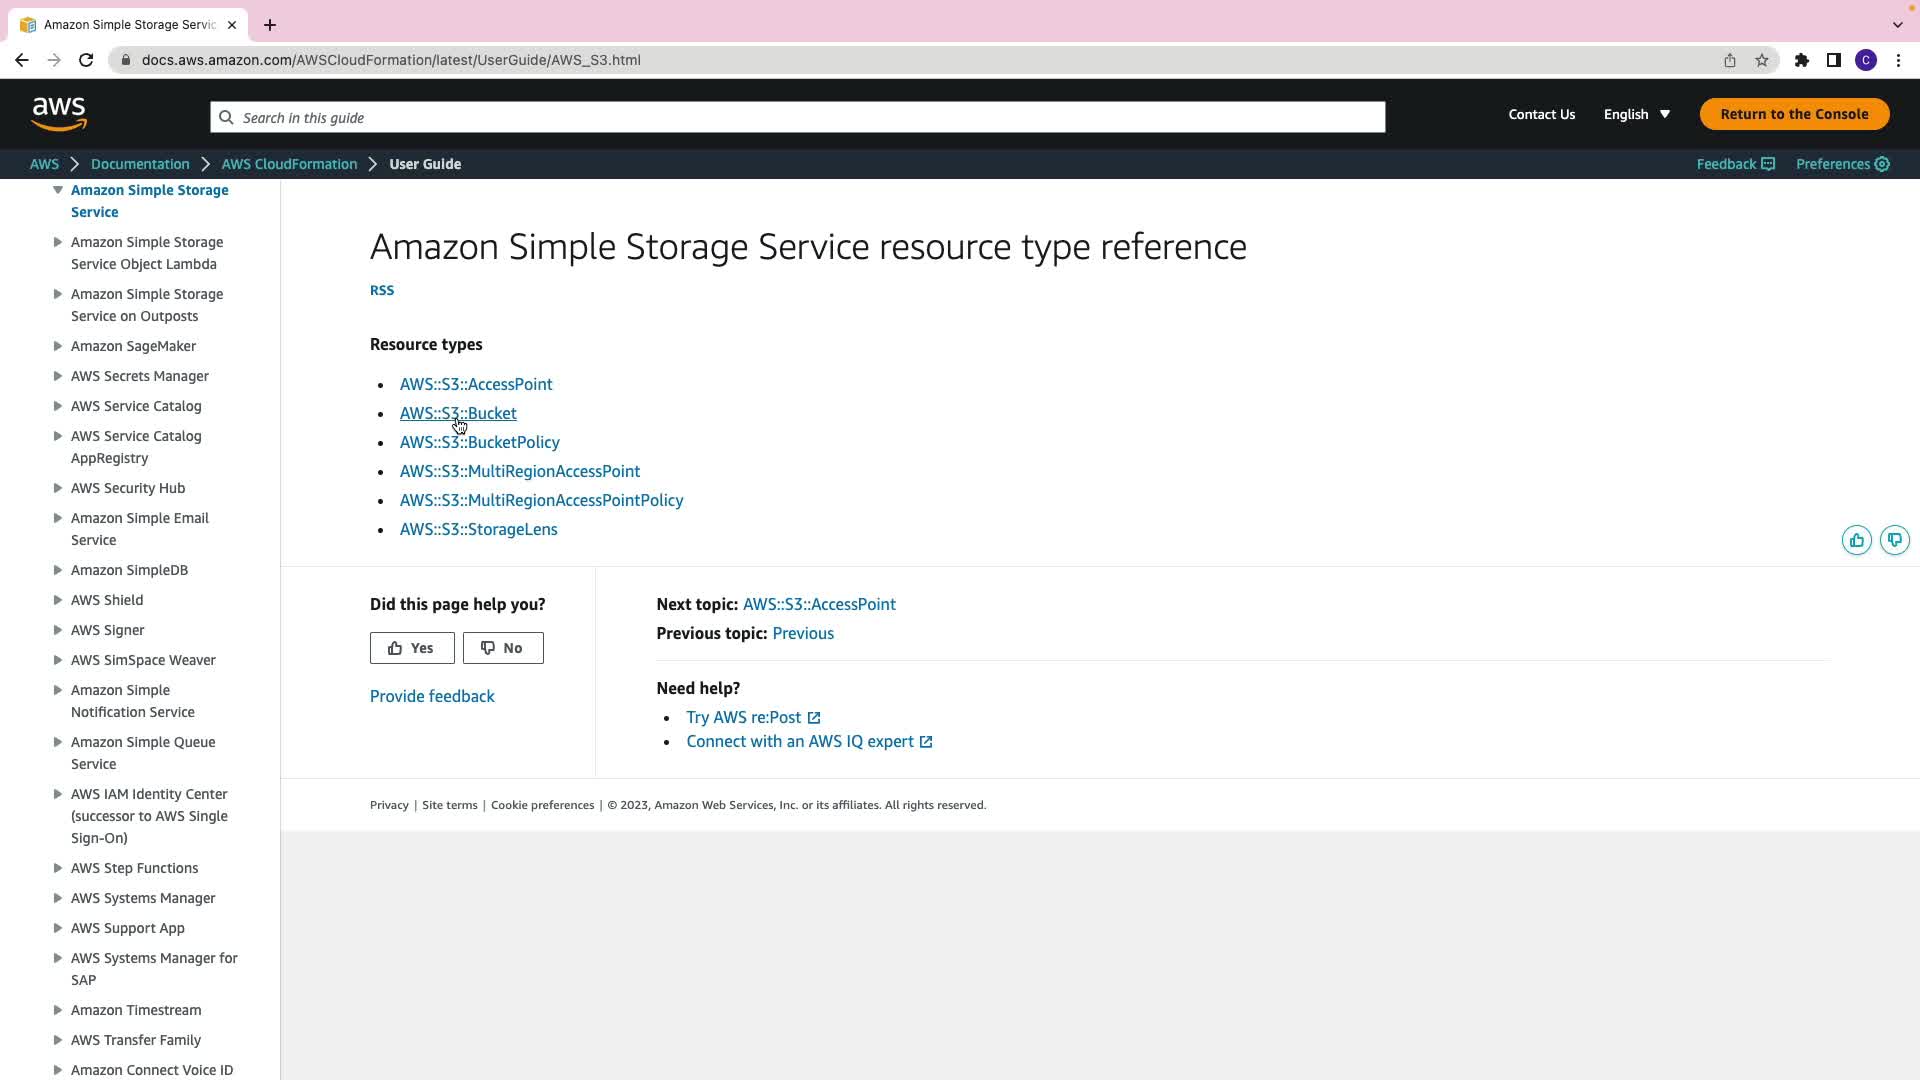 Amazon Simple Storage Servic
docs.aws.amazon.com/AWSCloudFormation/latest/UserGuide/AWS_S3.html
C
aws
Search in this guide
Contact Us
English
Return to the Console
AWS
Documentation
AWS CloudFormation
User Guide
Feedback
Preferences
Amazon Simple Storage
Service
Amazon Simple Storage
Service Object Lambda
Amazon Simple Storage
Service on Outposts
Amazon SageMaker
AWS Secrets Manager
AWS Service Catalog
AWS Service Catalog
AppRegistry
AWS Security Hub
Amazon Simple Email
Service
Amazon SimpleDB
AWS Shield
AWS Signer
AWS SimSpace Weaver
Amazon Simple
Notification Service
Amazon Simple Queue
Service
AWS IAM Identity Center
(successor to AWS Single
Sign-On)
AWS Step Functions
AWS Systems Manager
AWS Support App
AWS Systems Manager for
SAP
Amazon Timestream
AWS Transfer Family
Amazon Connect Voice ID
Amazon Simple Storage Service resource type reference
RSS
Resource types
AWS::S3::AccessPoint
AWS::S3::Bucket
AWS::S3::BucketPolicy
AWS::S3::MultiRegionAccessPoint
AWS::S3::MultiRegionAccessPointPolicy
AWS::S3::StorageLens
Did this page help you?
Yes
No
Provide feedback
Next topic: AWS::S3::AccessPoint
Previous topic: Previous
Need help?
Try AWS re:Post
Connect with an AWS IQ expert
Privacy | Site terms | Cookie preferences | © 2023, Amazon Web Services, Inc. or its affiliates. All rights reserved.